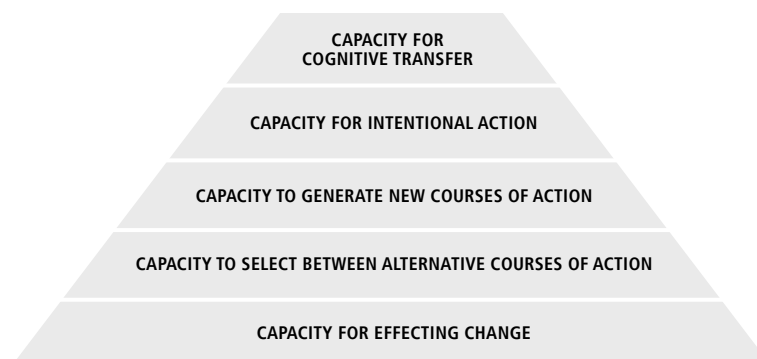 CAPACITY FOR
COGNITIVE TRANSFER
CAPACITY FOR INTENTIONAL ACTION
CAPACITY TO GENERATE NEW COURSES OF ACTION
CAPACITY TO SELECT BETWEEN ALTERNATIVE COURSES OF ACTION
CAPACITY FOR EFFECTING CHANGE